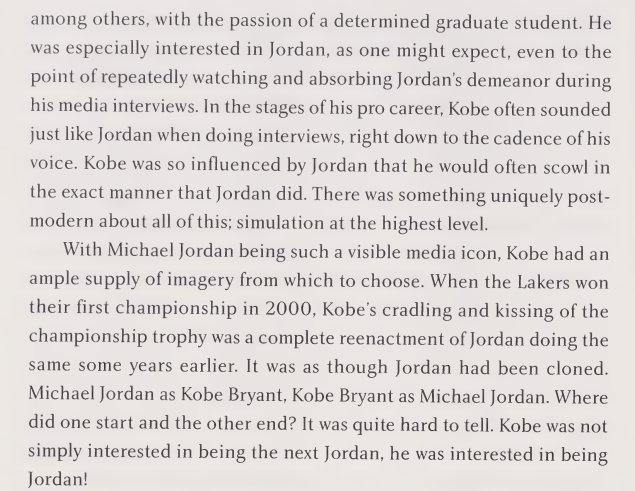 among others, with the passion of a determined graduate student. He
was especially interested in Jordan, as one might expect, even to the
point of repeatedly watching and absorbing Jordan's demeanor during
his media interviews. In the stages of his pro career, Kobe often sounded
just like Jordan when doing interviews, right down to the cadence of his
voice. Kobe was so influenced by Jordan that he would often scowl in
the exact manner that Jordan did. There was something uniquely post-
modern about all of this; simulation at the highest level.
With Michael Jordan being such a visible media icon, Kobe had an
ample supply of imagery from which to choose. When the Lakers won
their first championship in 2000, Kobe's cradling and kissing of the
championship trophy was a complete reenactment of Jordan doing the
same some years earlier. It was as though Jordan had been cloned.
Michael Jordan as Kobe Bryant, Kobe Bryant as Michael Jordan. Where
did one start and the other end? It was quite hard to tell. Kobe was not
simply interested in being the next Jordan, he was interested in being
Jordan!